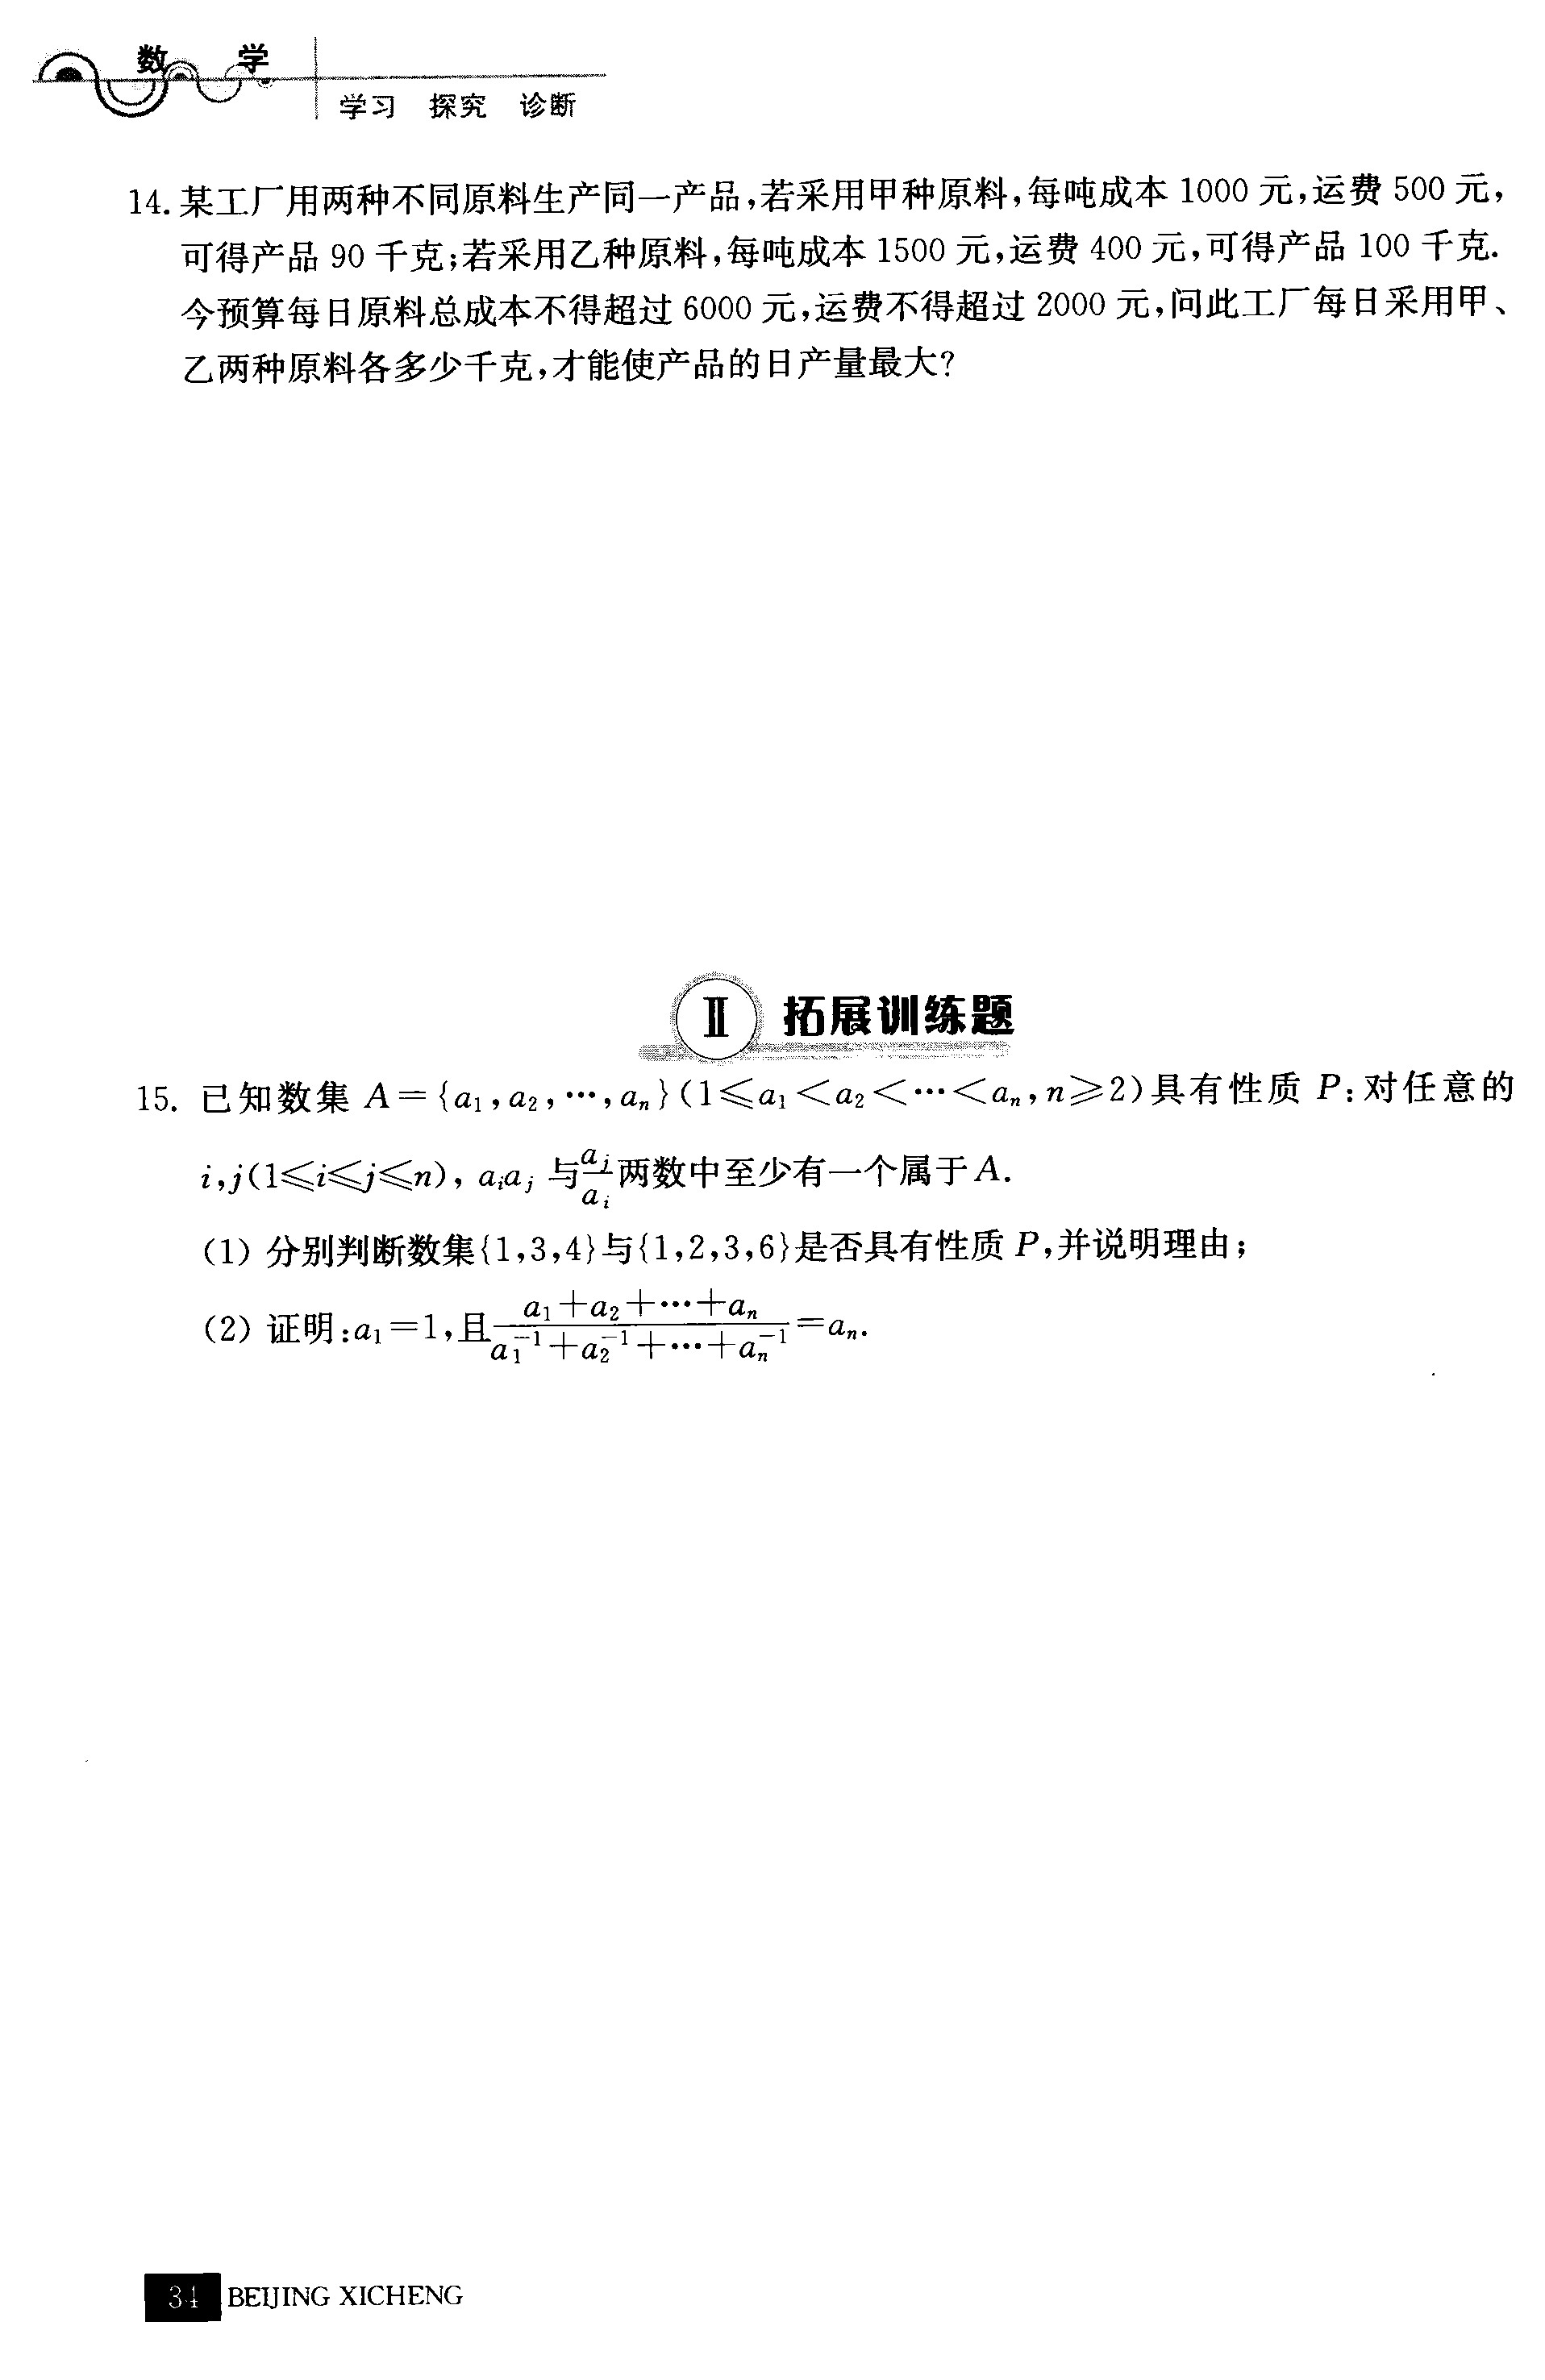 数 学
学习 探究 诊断
14. 某工厂用两种不同原料生产同一产品,若采用甲种原料,每吨成本 1000 元,运费 500 元,
可得产品 90 千克;若采用乙种原料,每吨成本 1500 元,运费 400 元,可得产品 100 千克.
今预算每日原料总成本不得超过 6000 元,运费不得超过 2000 元,问此工厂每日采用甲、
乙两种原料各多少千克,才能使产品的日产量最大?
Ⅱ 拓展训练题
15. 已知数集 A={a₁,a₂,…,aₙ}(1≤a₁<a₂<…<aₙ,n≥2)具有性质 P:对任意的
i,j(1≤i≤j≤n), aᵢaⱼ 与 aⱼ/aᵢ 两数中至少有一个属于 A.
(1) 分别判断数集{1,3,4}与{1,2,3,6}是否具有性质 P,并说明理由;
(2) 证明:a₁=1,且 (a₁+a₂+…+aₙ)/(a₁⁻¹+a₂⁻¹+…+aₙ⁻¹)=aₙ.
34 BEIJING XICHENG